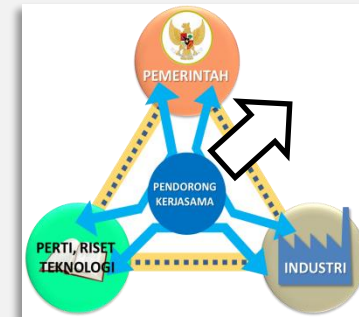 PEMERINTAH
PENDORONG
KERJASAMA
PERTI, RISET
TEKNOLOGI
INDUSTRI